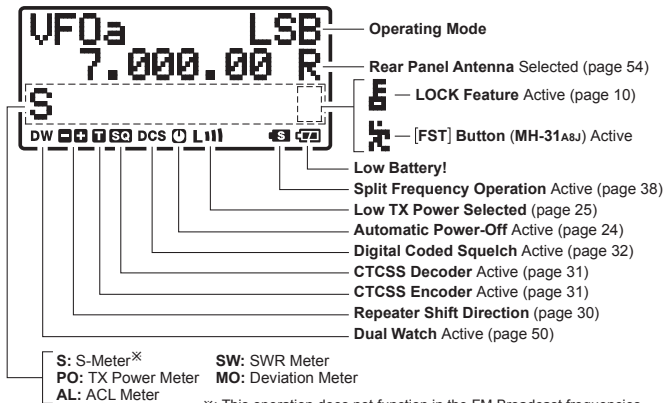 VFOa LSB
7.000.00 R
S
DW - + T SQ DCS L S
Operating Mode
Rear Panel Antenna Selected (page 54)
LOCK Feature Active (page 10)
[FST] Button (MH-31A8J) Active
Low Battery!
Split Frequency Operation Active (page 38)
Low TX Power Selected (page 25)
Automatic Power-Off Active (page 24)
Digital Coded Squelch Active (page 32)
CTCSS Decoder Active (page 31)
CTCSS Encoder Active (page 31)
Repeater Shift Direction (page 30)
Dual Watch Active (page 50)
S: S-Meter※ SW: SWR Meter
PO: TX Power Meter MO: Deviation Meter
AL: ACL Meter
※: This operation does not function in the FM Broadcast frequencies